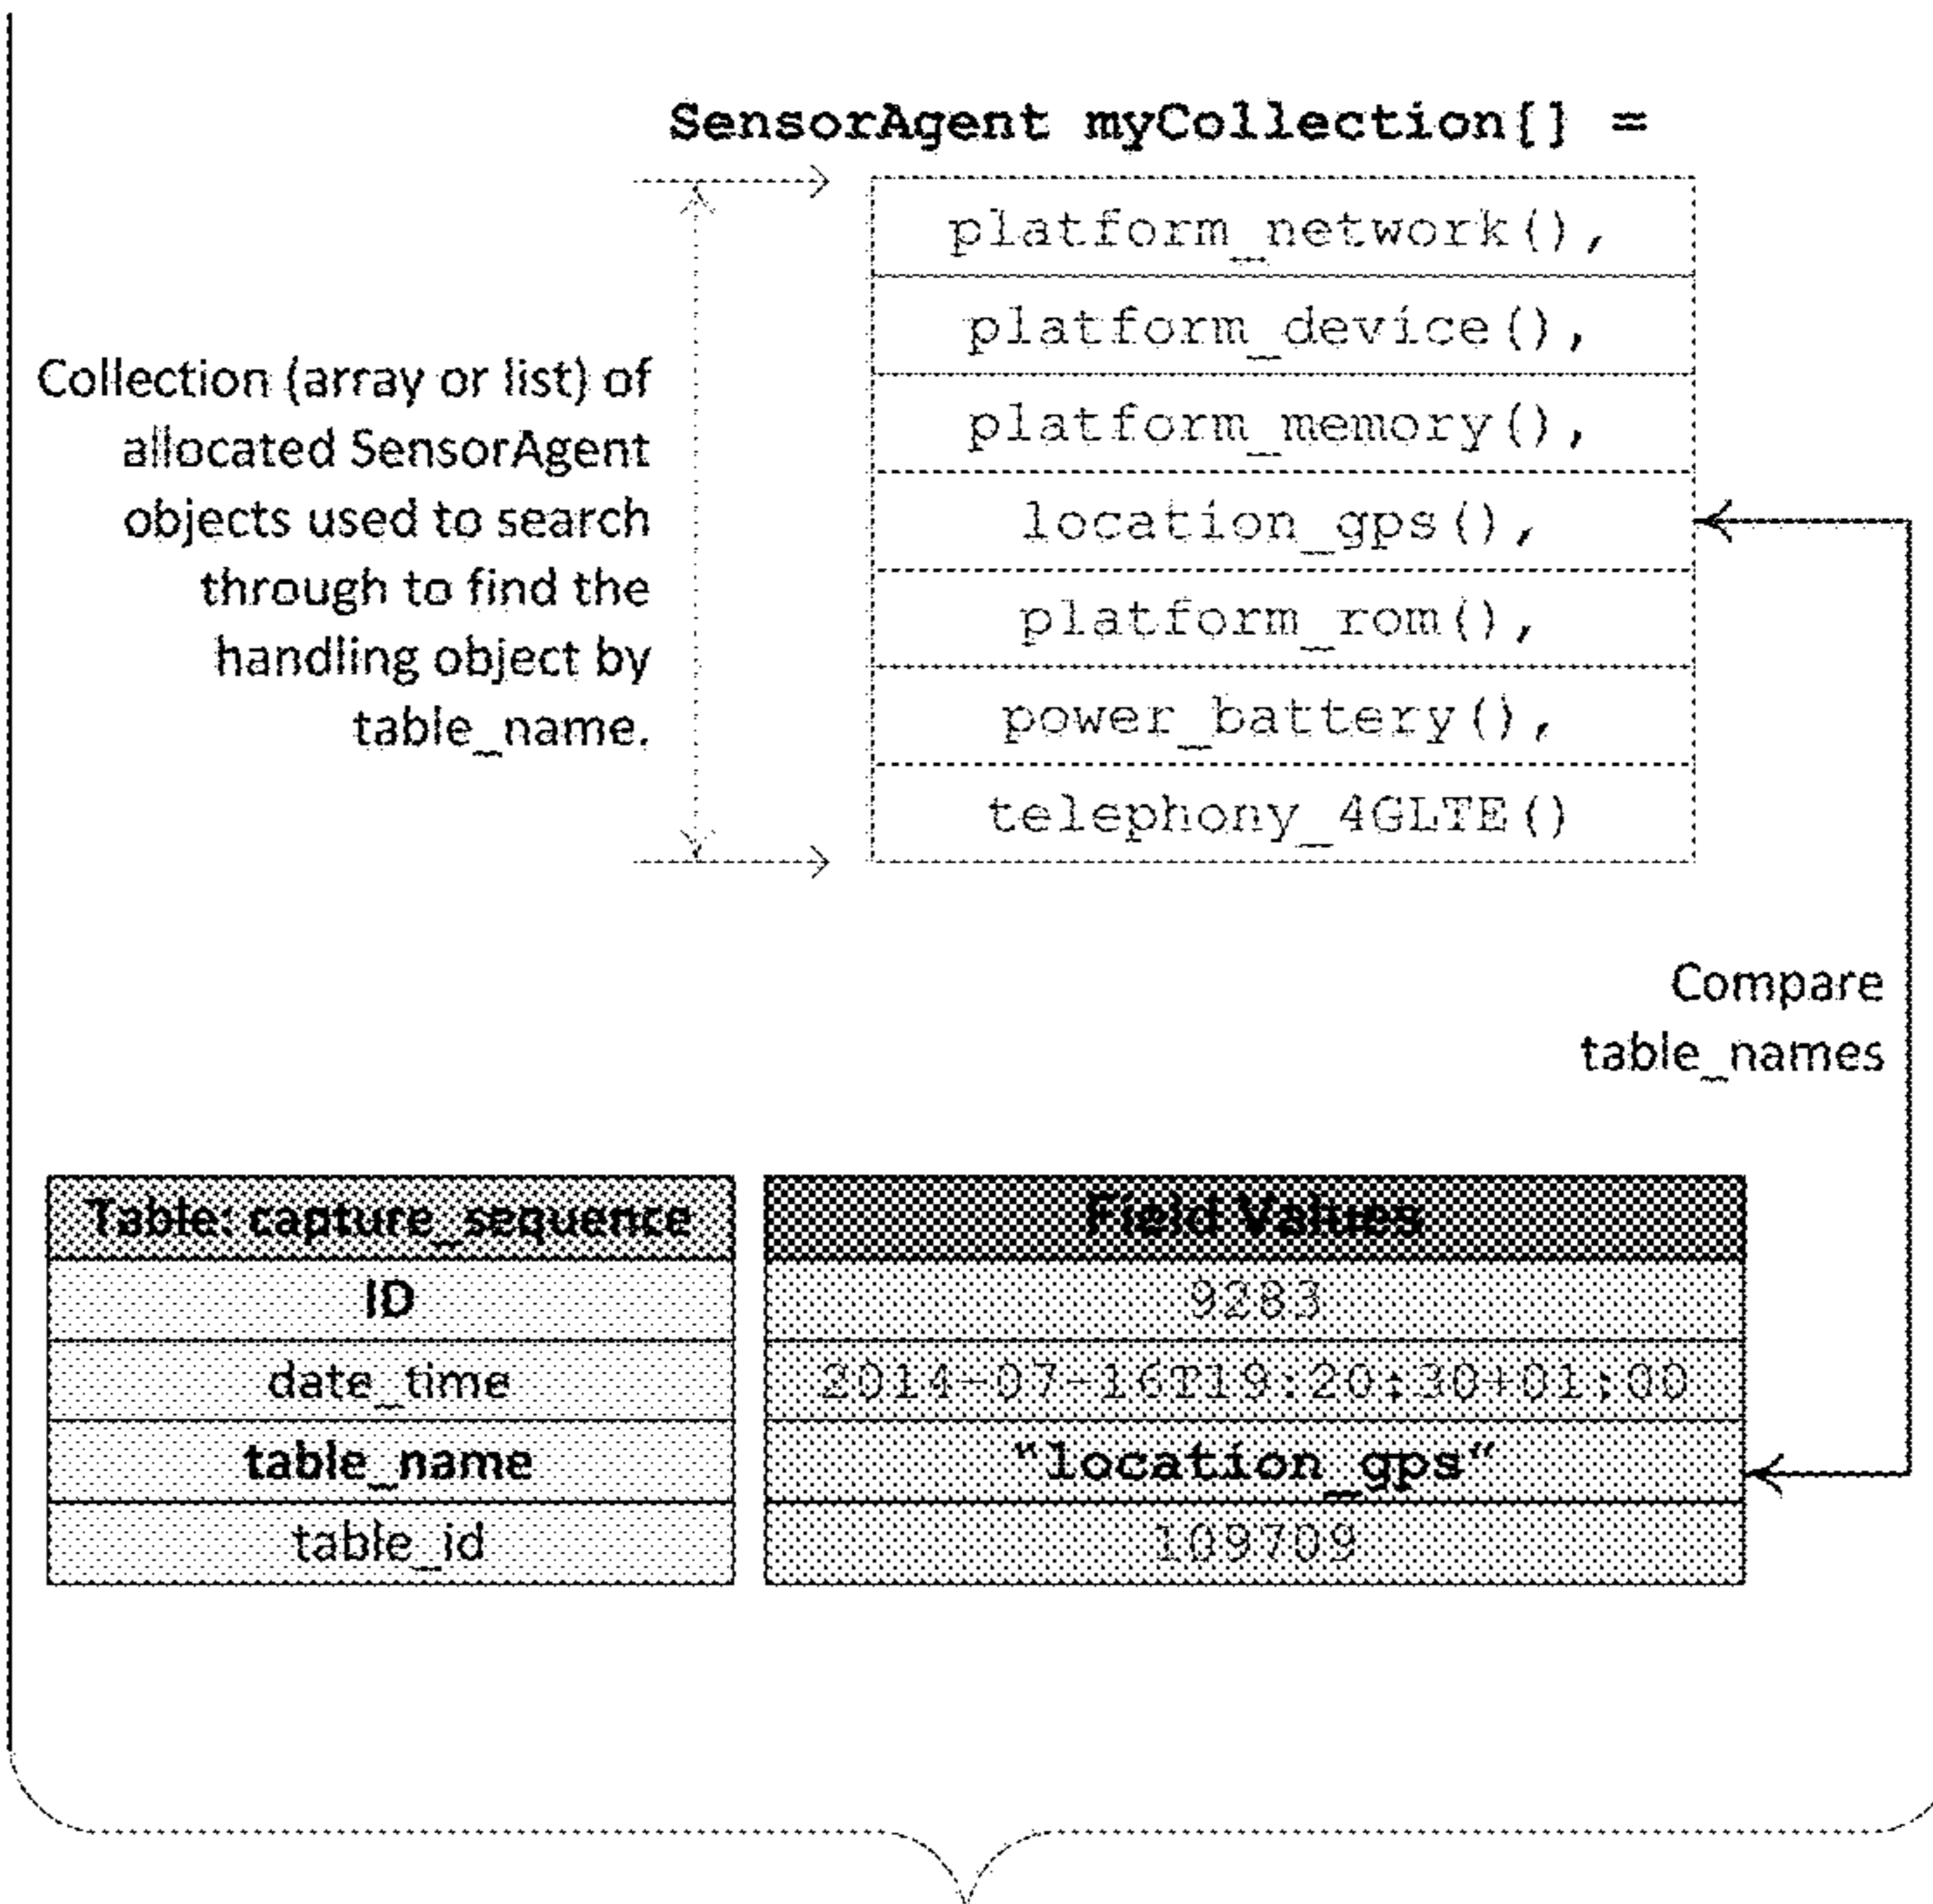 SensorAgent myCollection[] =
platform_network(),
platform_device(),
platform_memory(),
location_gps(),
platform_rom(),
power_battery(),
telephony_4GLTE()
Collection (array or list) of
allocated SensorAgent
objects used to search
through to find the
handling object by
table_name.
Compare
table_names
Table: capture_sequence Field Values
ID 9283
date_time 2014-07-16T19:20:30+01:00
table_name "location_gps"
table_id 109709